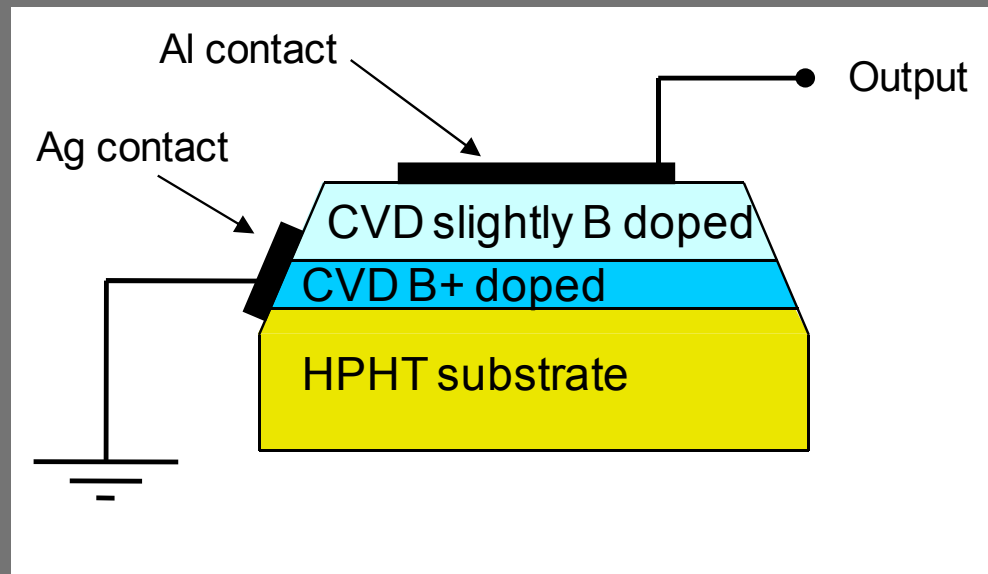 Al contact
Output
Ag contact
CVD slightly B doped
CVD B+ doped
HPHT substrate